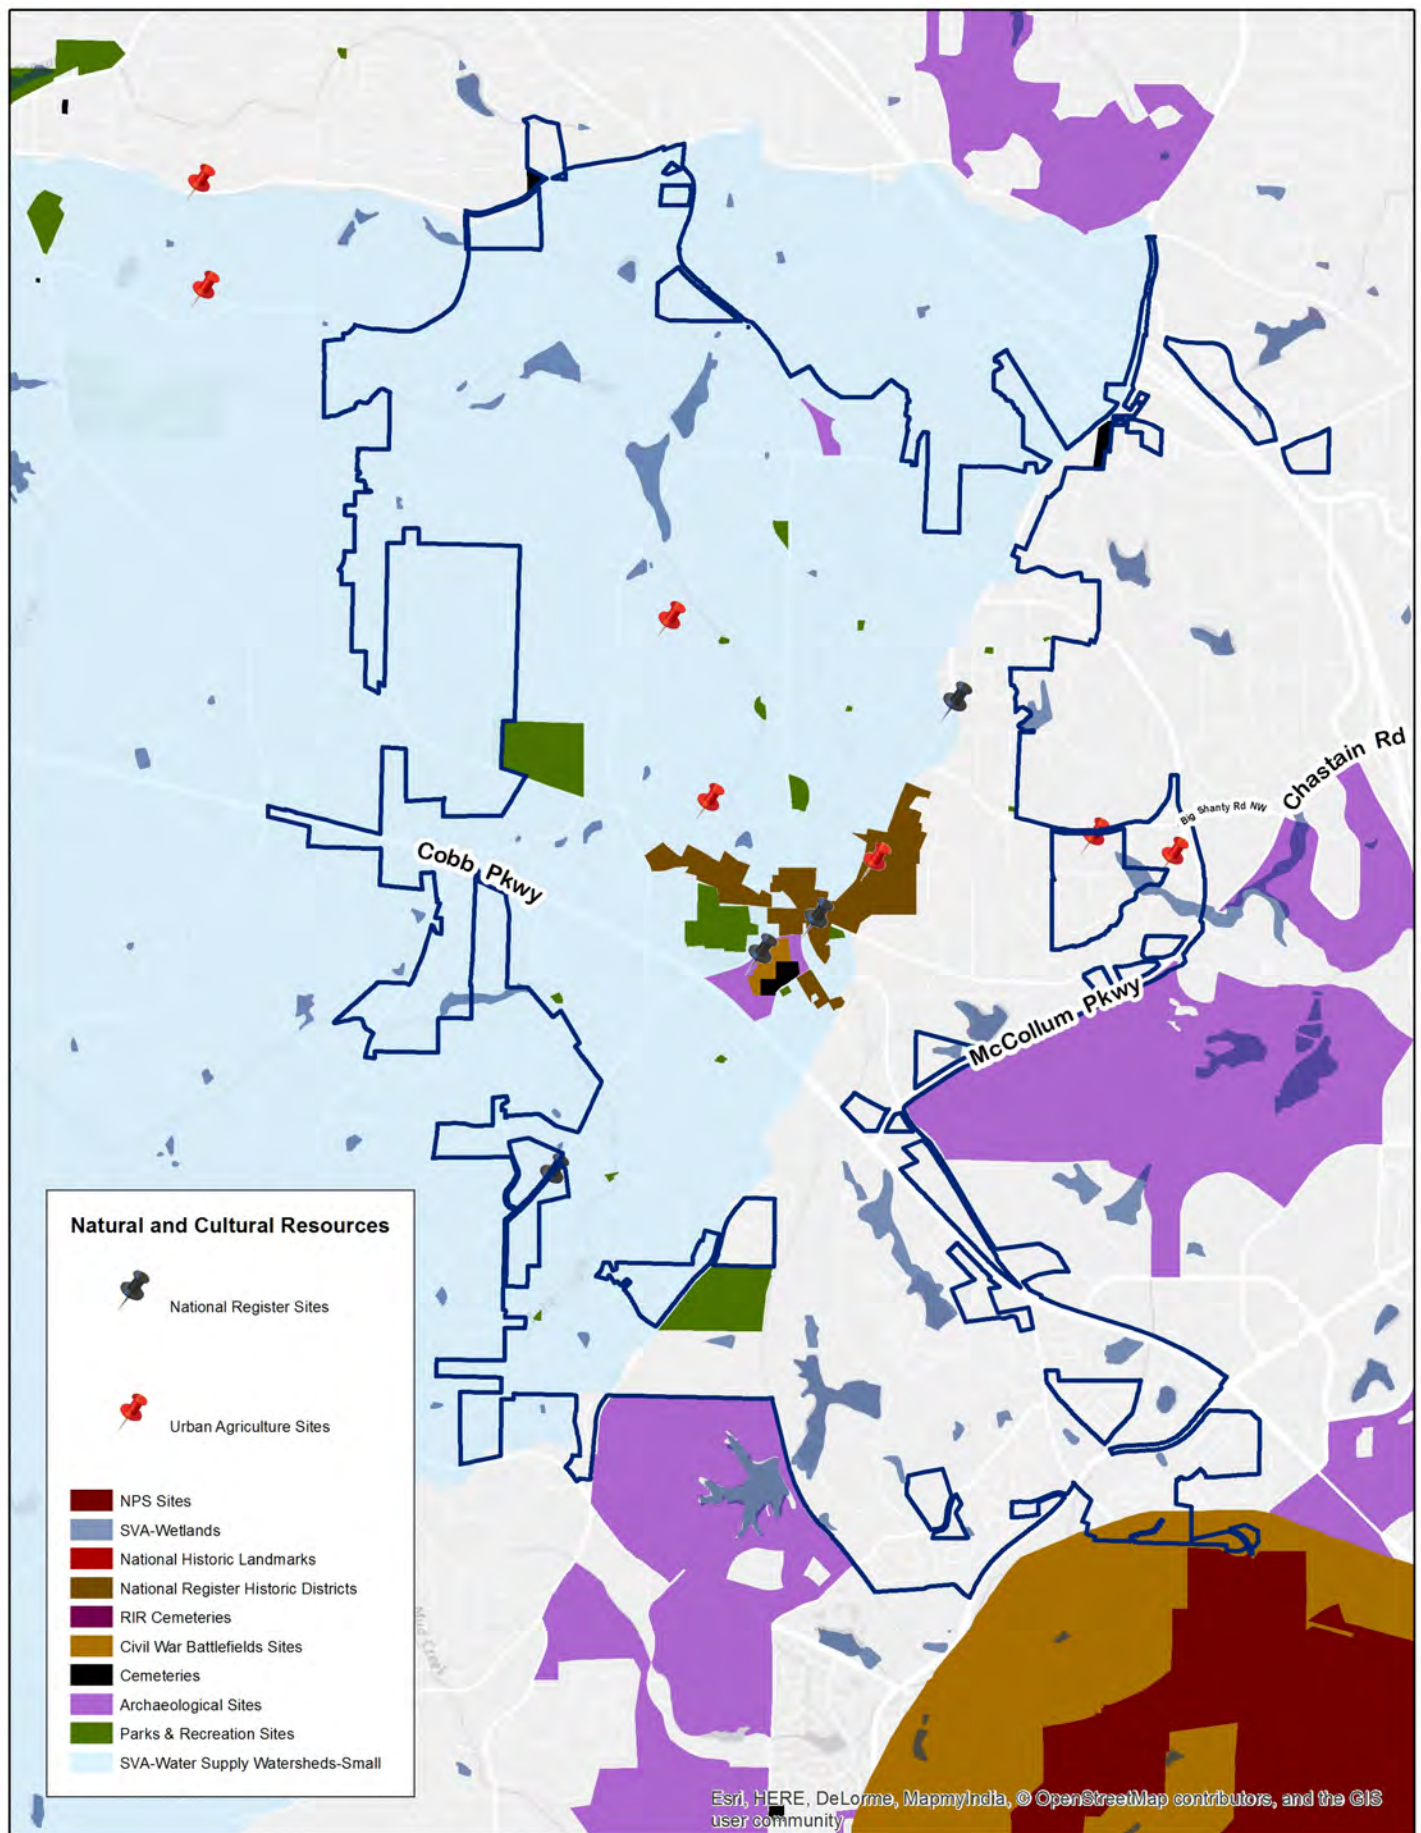 Chastain Rd
Big Shanty Rd NW
Cobb Pkwy
McCollum Pkwy
Natural and Cultural Resources
National Register Sites
Urban Agriculture Sites
NPS Sites
SVA-Wetlands
National Historic Landmarks
National Register Historic Districts
RIR Cemeteries
Civil War Battlefields Sites
Cemeteries
Archaeological Sites
Parks & Recreation Sites
SVA-Water Supply Watersheds-Small
Mud Creek
Esri, HERE, DeLorme, MapmyIndia, © OpenStreetMap contributors, and the GIS
user community